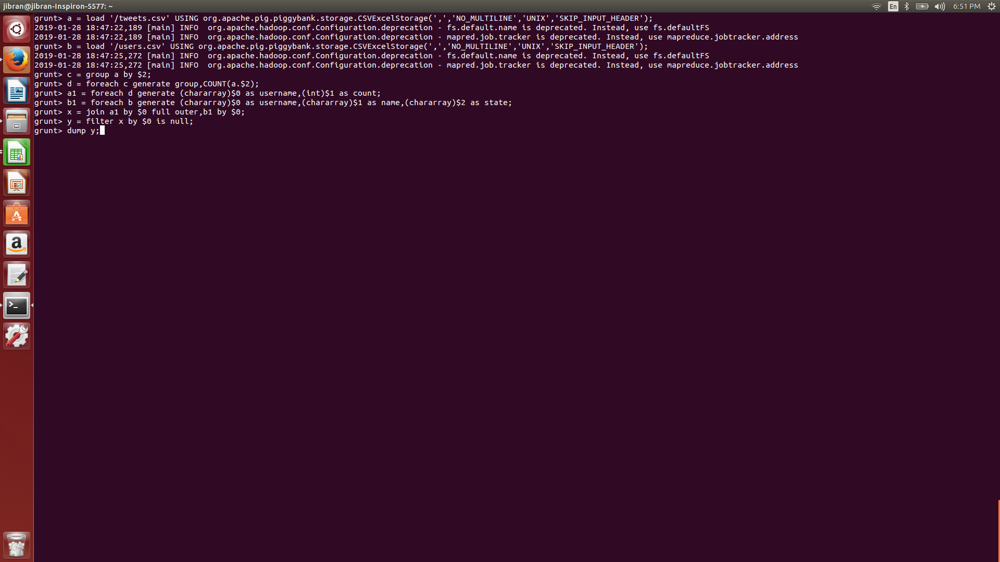 jibran@jibran-Inspiron-5577: ~
En
6:51 PM
grunt> a = load '/tweets.csv' USING org.apache.pig.piggybank.storage.CSVExcelStorage(',','NO_MULTILINE','UNIX','SKIP_INPUT_HEADER');
2019-01-28 18:47:22,189 [main] INFO  org.apache.hadoop.conf.Configuration.deprecation - fs.default.name is deprecated. Instead, use fs.defaultFS
2019-01-28 18:47:22,189 [main] INFO  org.apache.hadoop.conf.Configuration.deprecation - mapred.job.tracker is deprecated. Instead, use mapreduce.jobtracker.address
grunt> b = load '/users.csv' USING org.apache.pig.piggybank.storage.CSVExcelStorage(',','NO_MULTILINE','UNIX','SKIP_INPUT_HEADER');
2019-01-28 18:47:25,272 [main] INFO  org.apache.hadoop.conf.Configuration.deprecation - fs.default.name is deprecated. Instead, use fs.defaultFS
2019-01-28 18:47:25,272 [main] INFO  org.apache.hadoop.conf.Configuration.deprecation - mapred.job.tracker is deprecated. Instead, use mapreduce.jobtracker.address
grunt> c = group a by $2;
grunt> d = foreach c generate group,COUNT(a.$2);
grunt> a1 = foreach d generate (chararray)$0 as username,(int)$1 as count;
grunt> b1 = foreach b generate (chararray)$0 as username,(chararray)$1 as name,(chararray)$2 as state;
grunt> x = join a1 by $0 full outer,b1 by $0;
grunt> y = filter x by $0 is null;
grunt> dump y;